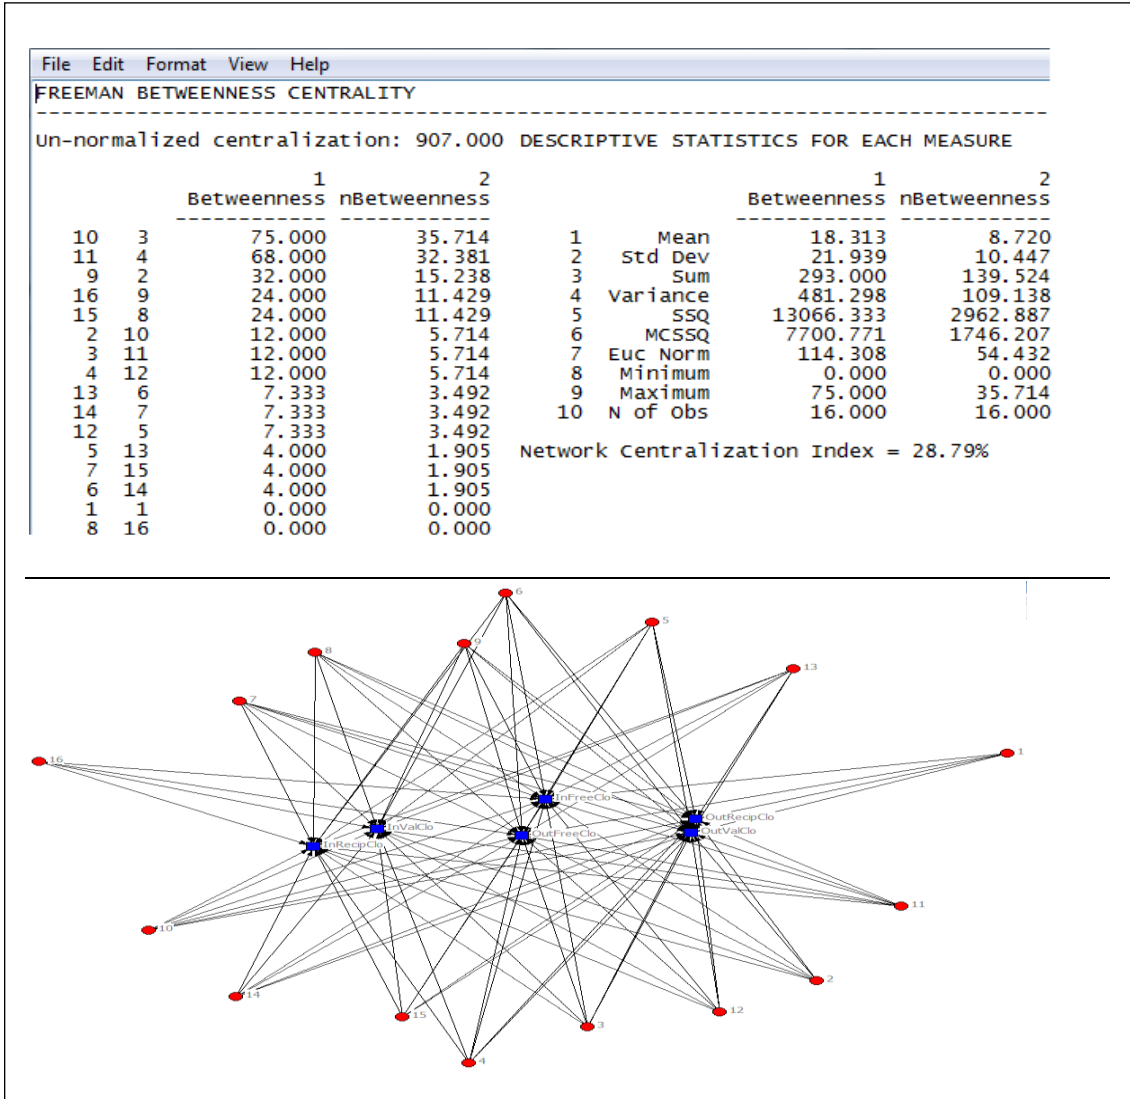 File Edit Format View Help
FREEMAN BETWEENNESS CENTRALITY
--------------------------------------------------------------------------------
Un-normalized centralization: 907.000 DESCRIPTIVE STATISTICS FOR EACH MEASURE
1 2 1 2
Betweenness nBetweenness Betweenness nBetweenness
------------ ------------ ------------ ------------
10 3 75.000 35.714 1 Mean 18.313 8.720
11 4 68.000 32.381 2 Std Dev 21.939 10.447
9 2 32.000 15.238 3 Sum 293.000 139.524
16 9 24.000 11.429 4 Variance 481.298 109.138
15 8 24.000 11.429 5 SSQ 13066.333 2962.887
2 10 12.000 5.714 6 MCSSQ 7700.771 1746.207
3 11 12.000 5.714 7 Euc Norm 114.308 54.432
4 12 12.000 5.714 8 Minimum 0.000 0.000
13 6 7.333 3.492 9 Maximum 75.000 35.714
14 7 7.333 3.492 10 N of Obs 16.000 16.000
12 5 7.333 3.492
5 13 4.000 1.905 Network Centralization Index = 28.79%
7 15 4.000 1.905
6 14 4.000 1.905
1 1 0.000 0.000
8 16 0.000 0.000
6
5
9
8
13
7
1
16
InFreeClo
OutRecipClo
InValClo
OutFreeClo
OutValClo
InRecipClo
11
10
2
14
12
15
3
4